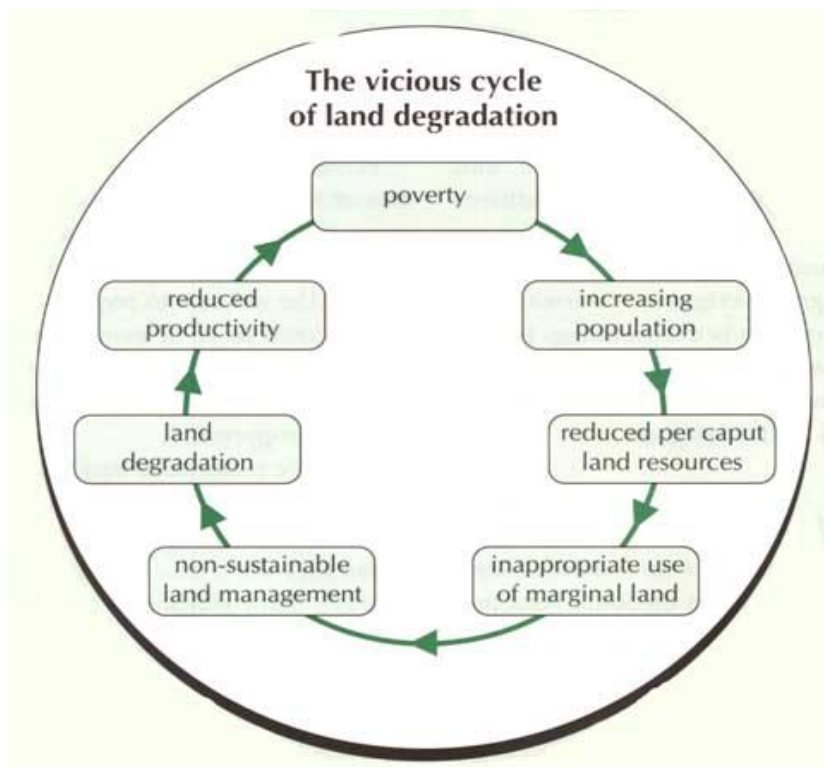 The vicious cycle
of land degradation
poverty
increasing
population
reduced per caput
land resources
inappropriate use
of marginal land
non-sustainable
land management
land
degradation
reduced
productivity